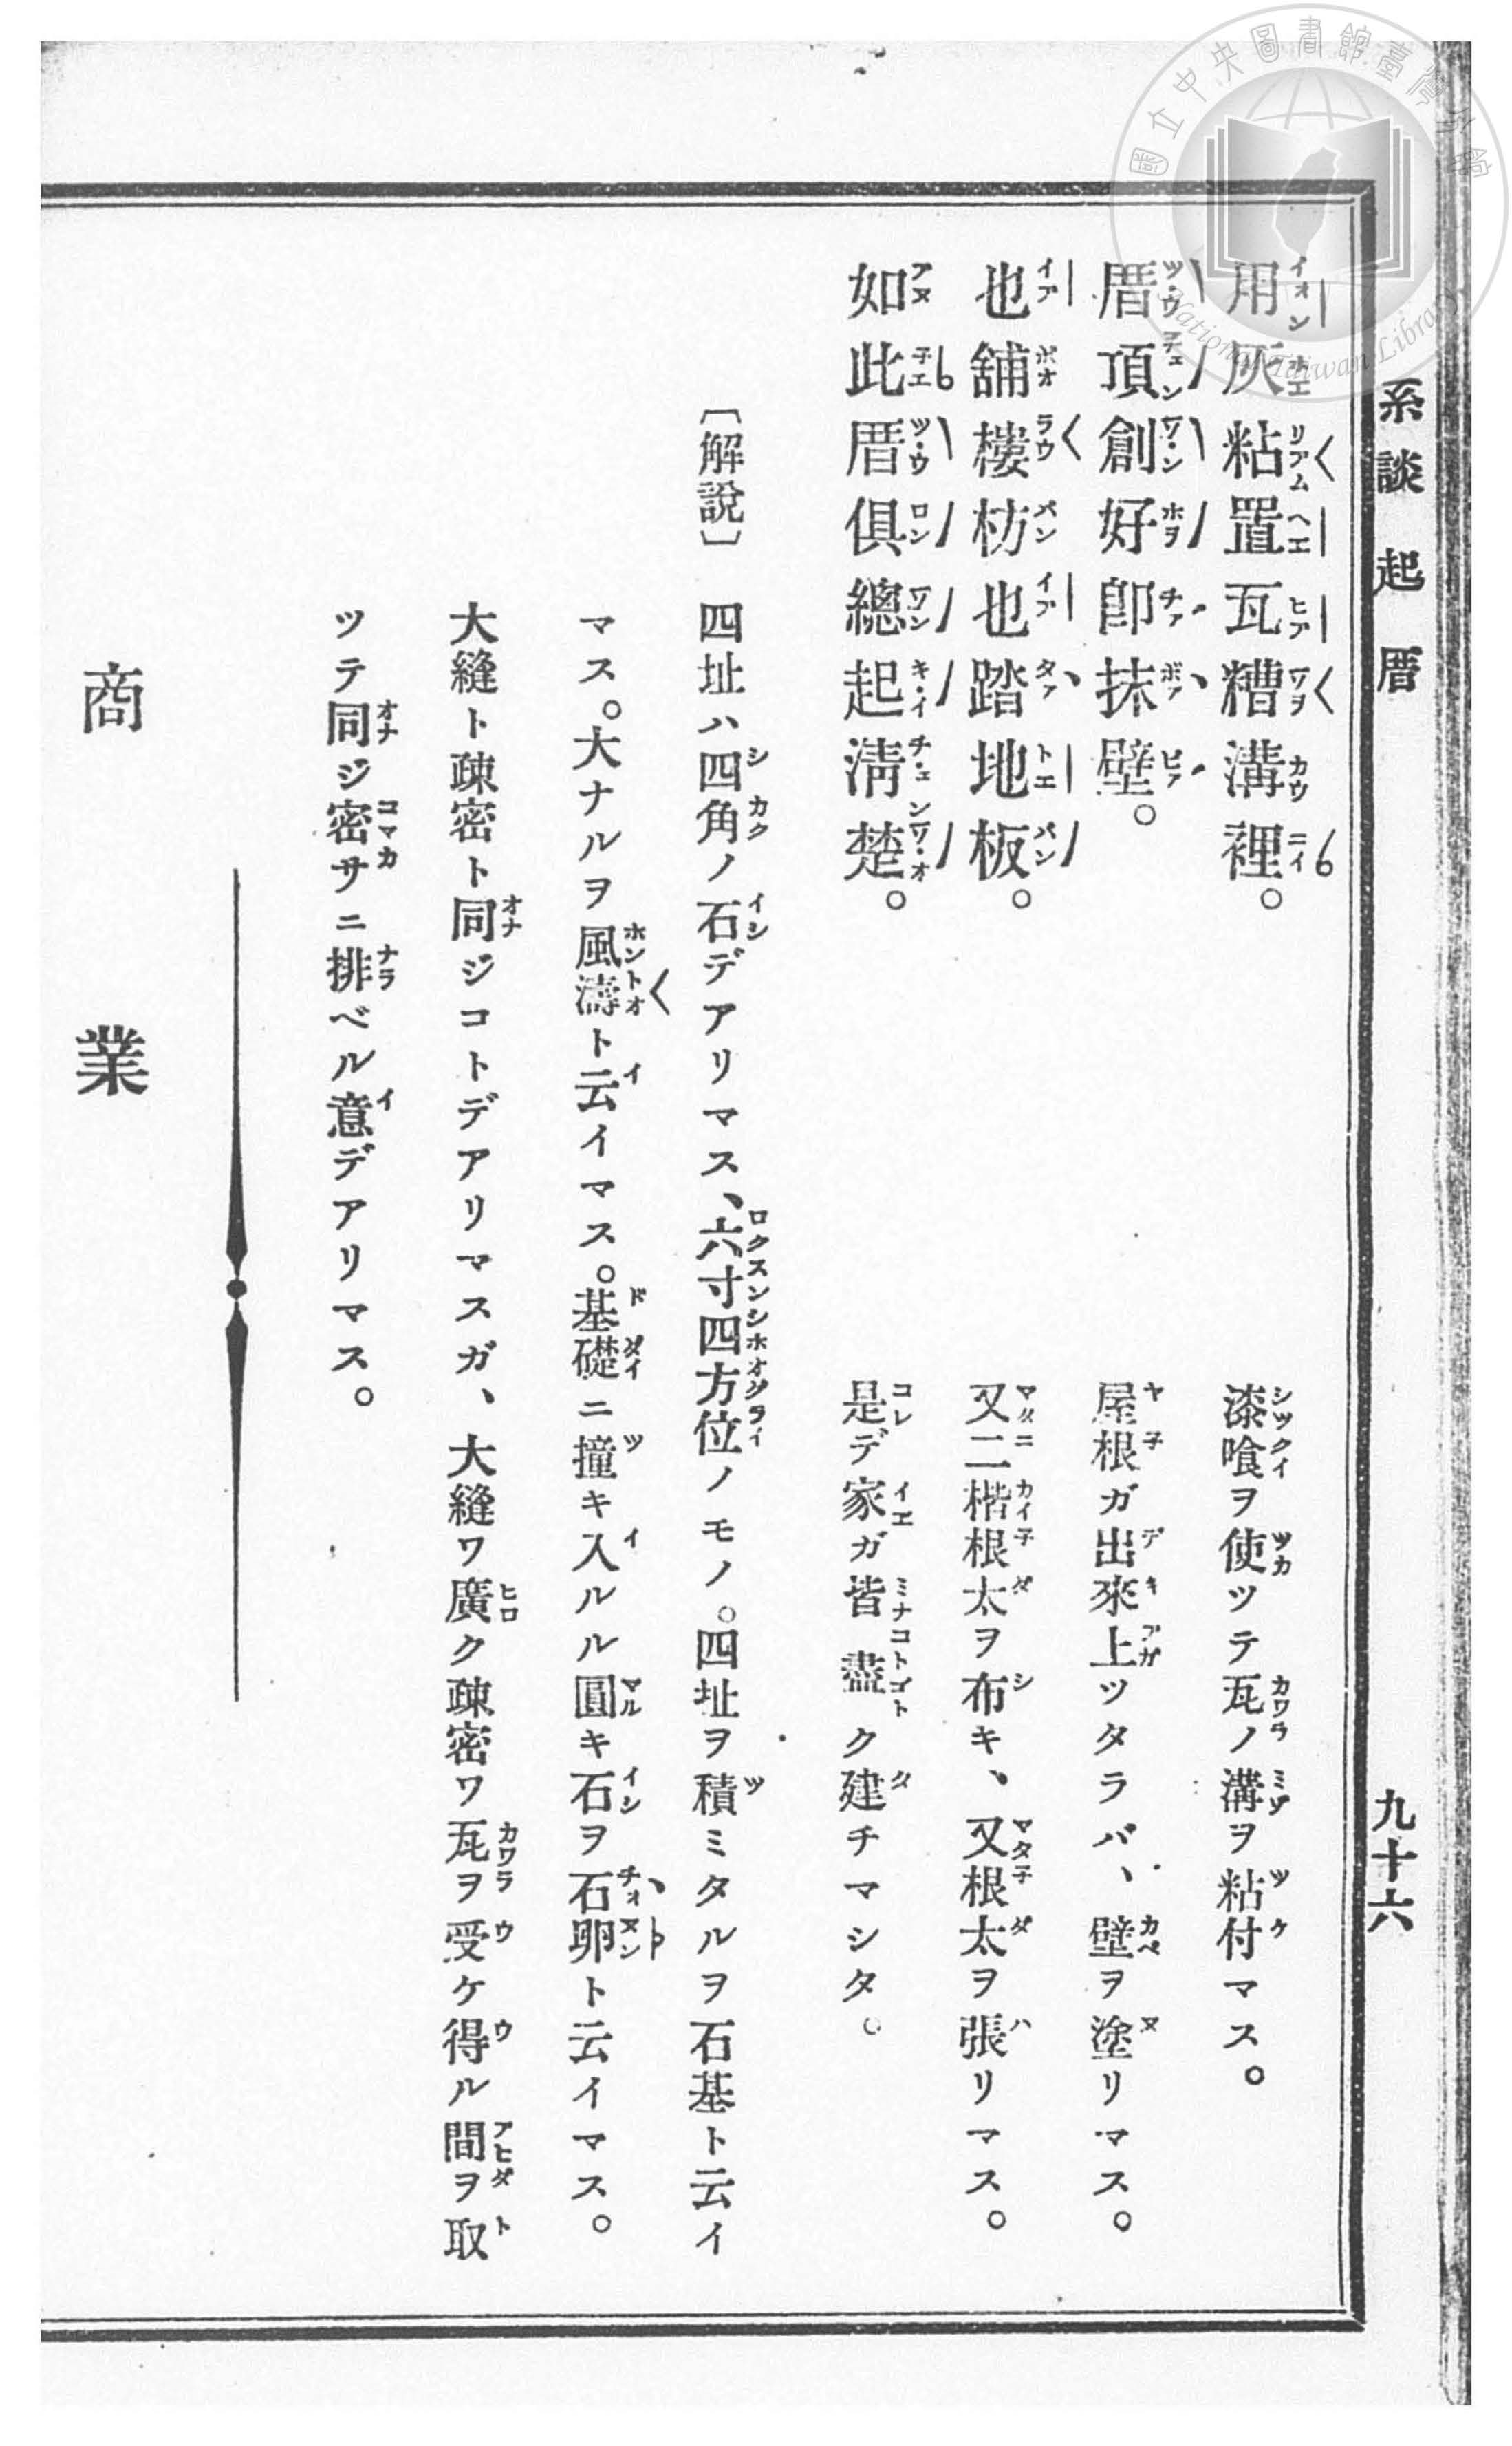 系談起厝
九十六
用灰粘置瓦糟溝裡。
漆喰ヲ使ツテ瓦ノ溝ヲ粘付マス。
厝頂創好卽抹壁。
屋根ガ出來上ツタラバ、壁ヲ塗リマス。
也舖樓枋也踏地板。
又二楷根太ヲ布キ、又根太ヲ張リマス。
如此厝俱總起淸楚。
是デ家ガ皆盡ク建チマシタ。
〔解說〕四址ハ四角ノ石デアリマス、六寸四方位ノモノ。四址ヲ積ミタルヲ石基ト云イ
マス。大ナルヲ風濤ト云イマス。基礎ニ撞キ入ルル圓キ石ヲ石卵ト云イマス。
大縫ト疎密ト同ジコトデアリマスガ、大縫ワ廣ク疎密ワ瓦ヲ受ケ得ル間ヲ取
ツテ同ジ密サニ排ベル意デアリマス。
商業
國立中央圖書館臺灣分館
National Taiwan Library